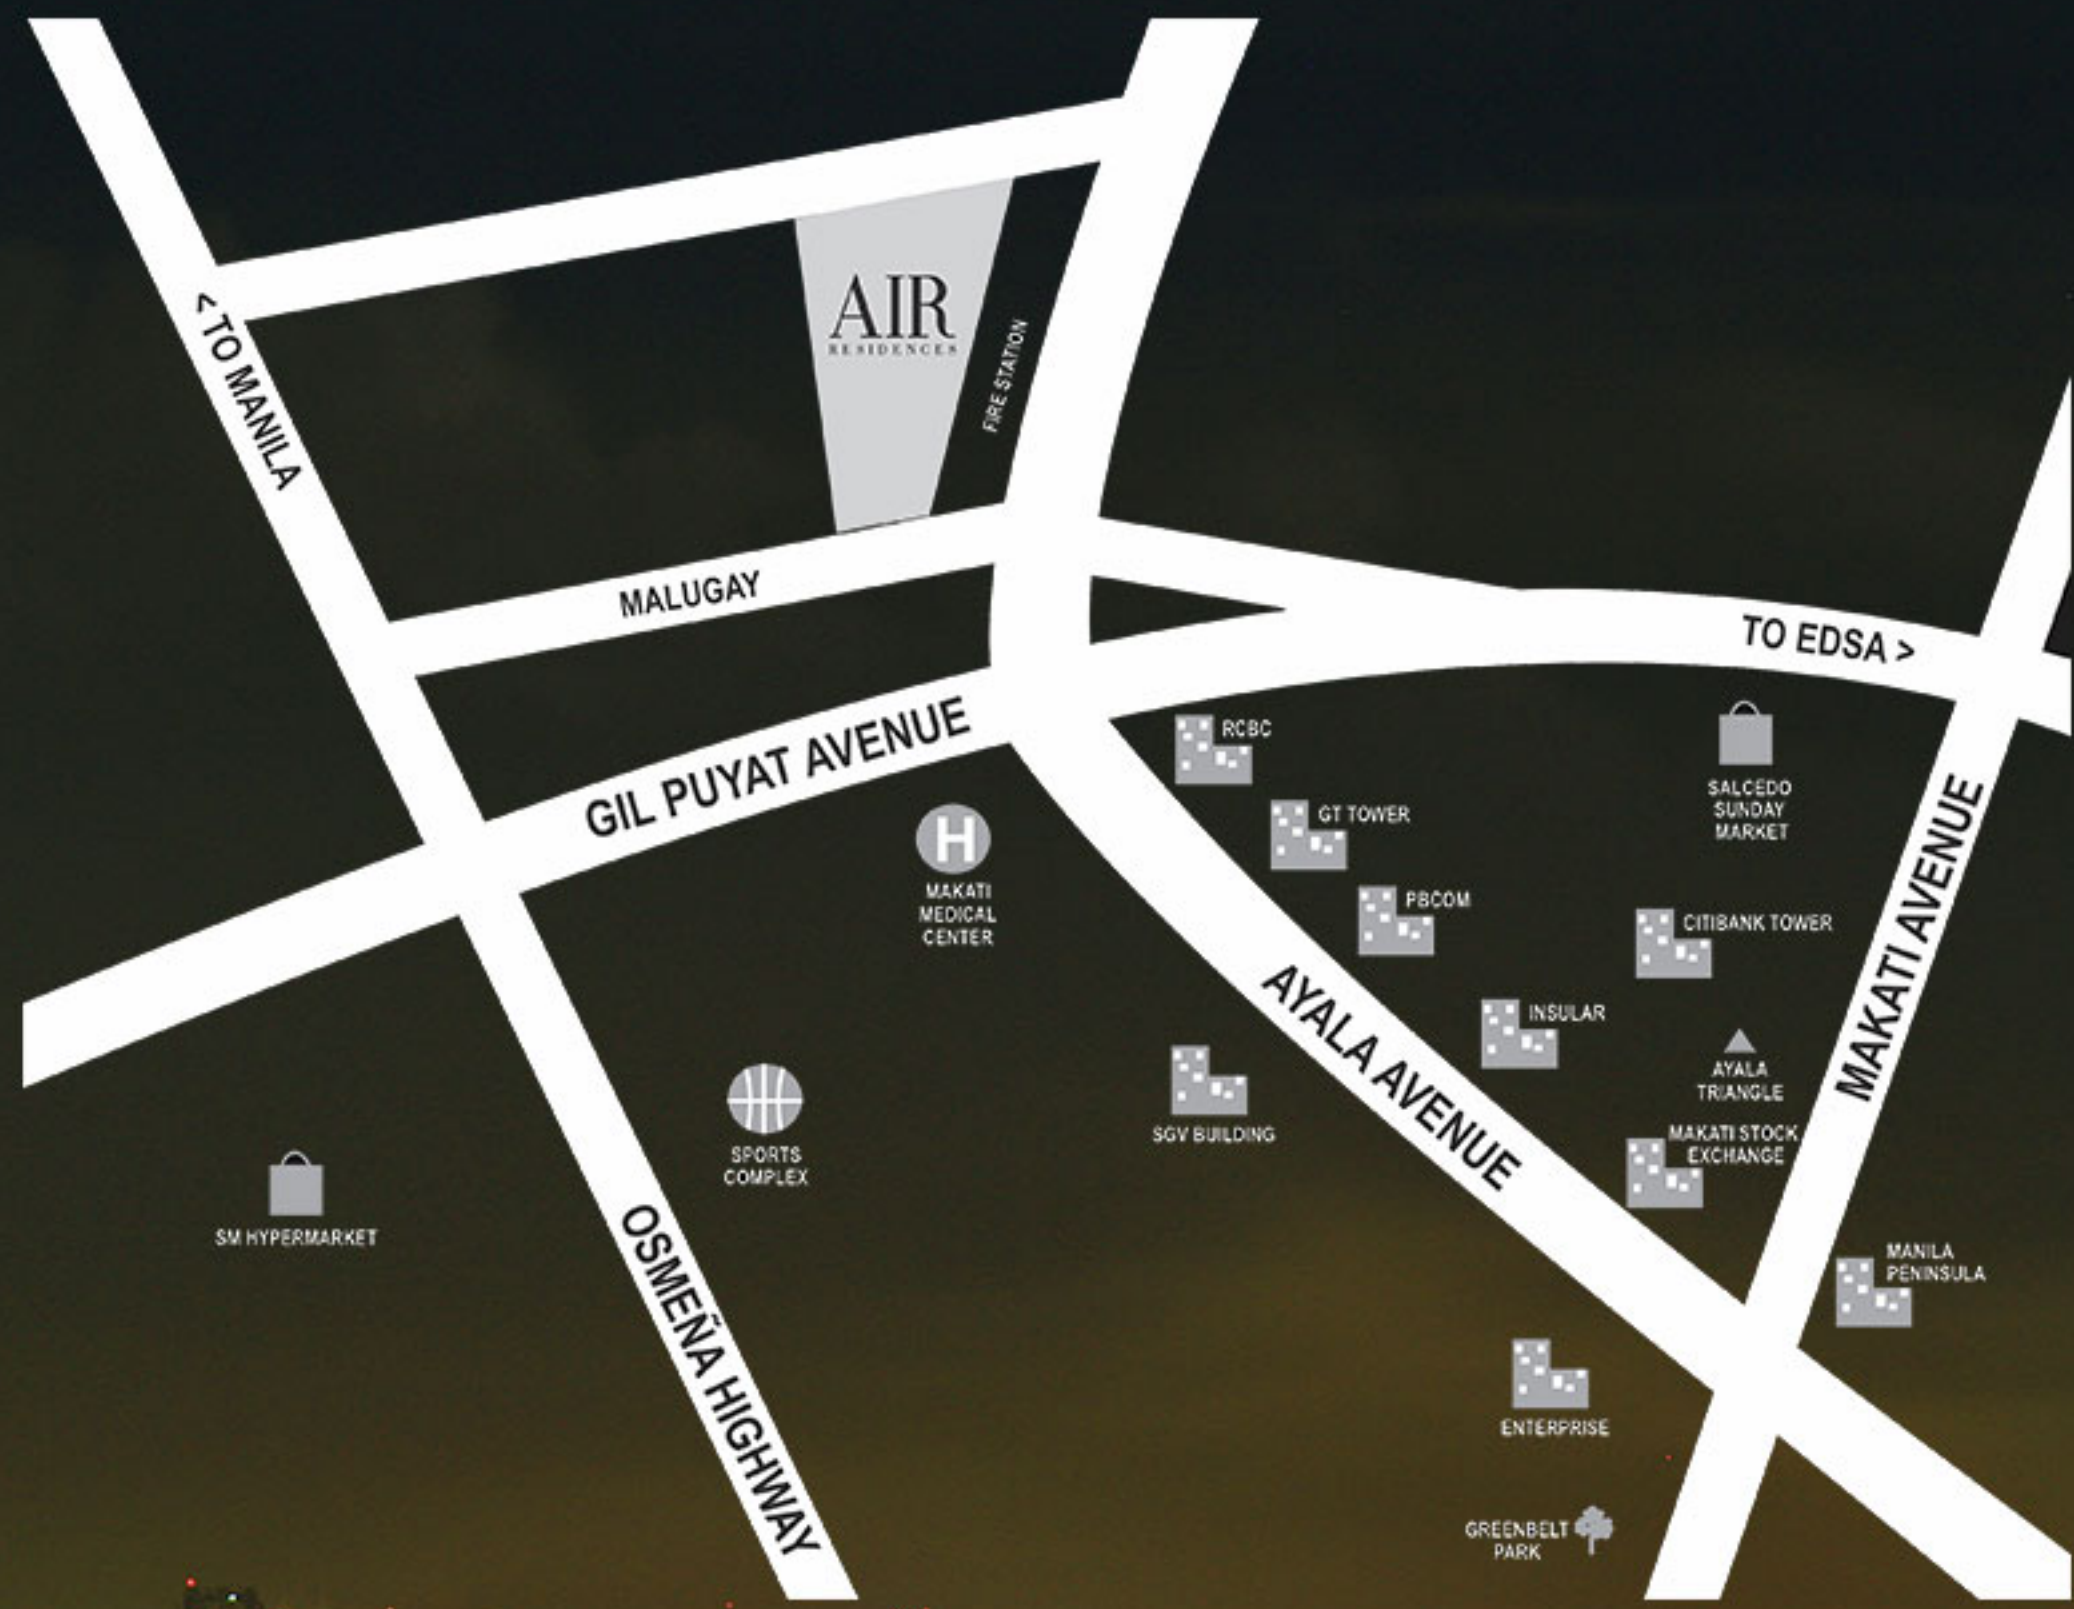 < TO MANILA
AIR
RESIDENCES
FIRE STATION
MALUGAY
TO EDSA >
GIL PUYAT AVENUE
RCBC
GT TOWER
PBCOM
SALCEDO
SUNDAY
MARKET
MAKATI
MEDICAL
CENTER
CITIBANK TOWER
MAKATI AVENUE
AYALA AVENUE
INSULAR
AYALA
TRIANGLE
SGV BUILDING
MAKATI STOCK
EXCHANGE
SPORTS
COMPLEX
SM HYPERMARKET
OSMEÑA HIGHWAY
MANILA
PENINSULA
ENTERPRISE
GREENBELT
PARK